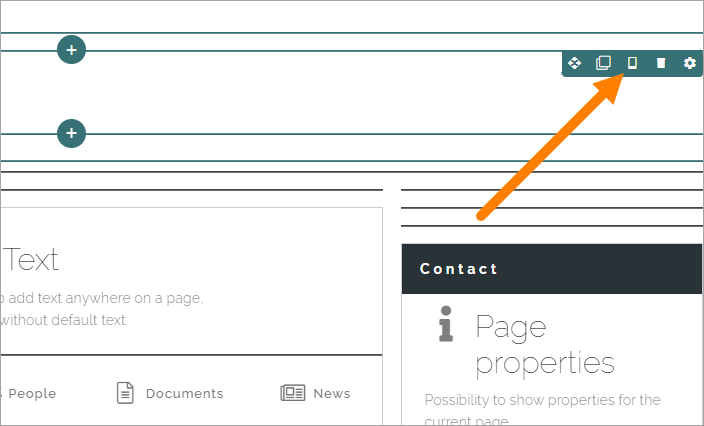 Text
add text anywhere on a page,
without default text.
People
Documents
News
Contact
Page
properties
Possibility to show properties for the
current page